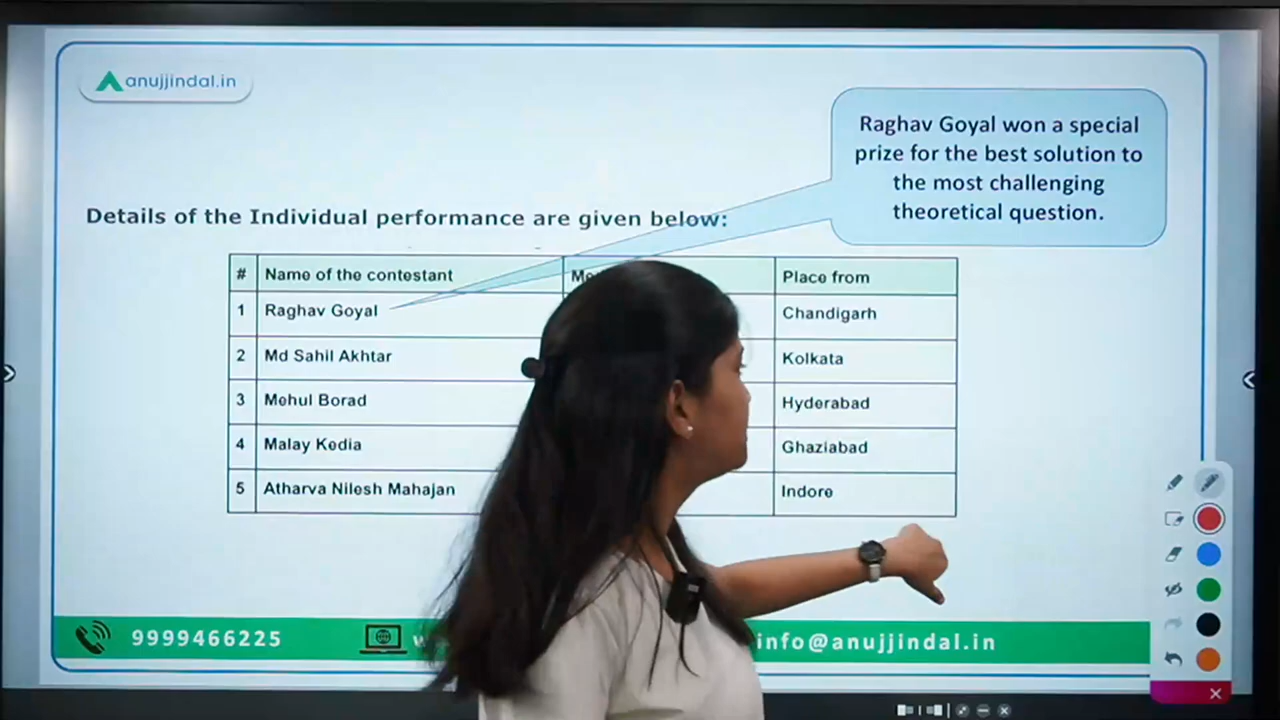 anujjindal.in
Raghav Goyal won a special
prize for the best solution to
the most challenging
theoretical question.
Details of the Individual performance are given below:
# Name of the contestant Place from
1 Raghav Goyal Chandigarh
2 Md Sahil Akhtar Kolkata
3 Mehul Borad Hyderabad
4 Malay Kedia Ghaziabad
5 Atharva Nilesh Mahajan Indore
9999466225 info@anujjindal.in